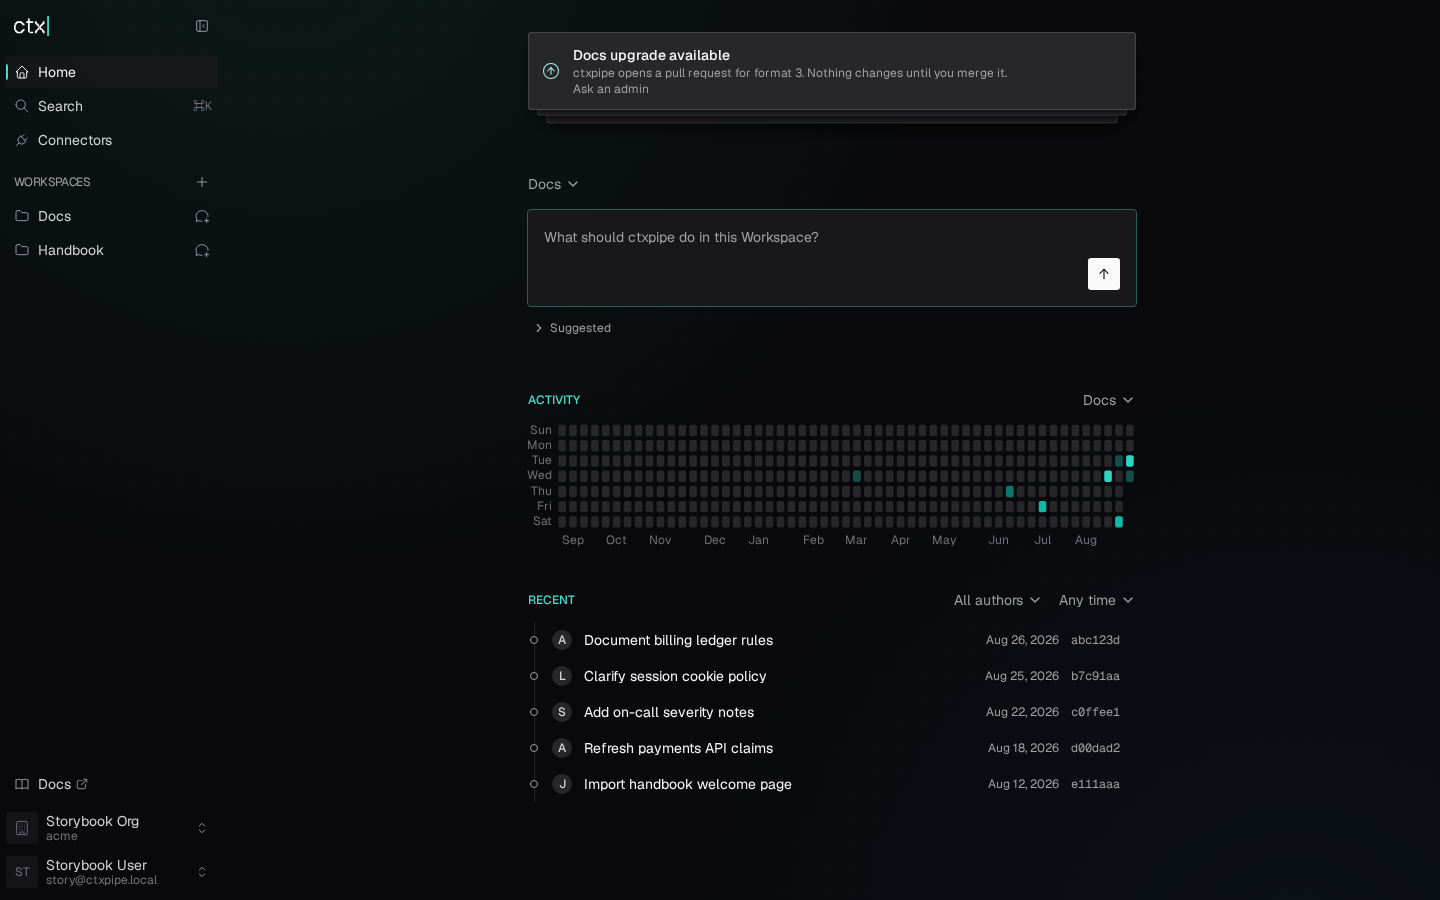 ctx
Home
Search ⌘K
Connectors
WORKSPACES
Docs
Handbook
Docs
Storybook Org
acme
ST
Storybook User
story@ctxpipe.local
Docs upgrade available
ctxpipe opens a pull request for format 3. Nothing changes until you merge it.
Ask an admin
Docs
What should ctxpipe do in this Workspace?
Suggested
ACTIVITY Docs
Sun
Mon
Tue
Wed
Thu
Fri
Sat
Sep Oct Nov Dec Jan Feb Mar Apr May Jun Jul Aug
RECENT All authors Any time
A Document billing ledger rules Aug 26, 2026 abc123d
L Clarify session cookie policy Aug 25, 2026 b7c91aa
S Add on-call severity notes Aug 22, 2026 c0ffee1
A Refresh payments API claims Aug 18, 2026 d00dad2
J Import handbook welcome page Aug 12, 2026 e111aaa